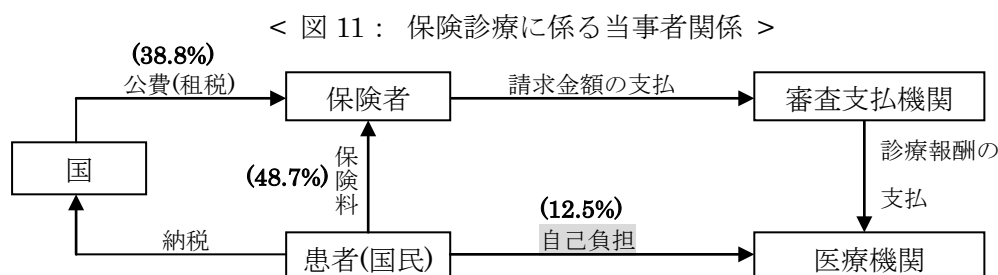 < 図 11 : 保険診療に係る当事者関係 >
(38.8%)
公費(租税)
保険者
請求金額の支払
審査支払機関
国
(48.7%)
保険料
診療報酬の
支払
(12.5%)
納税
患者(国民)
自己負担
医療機関